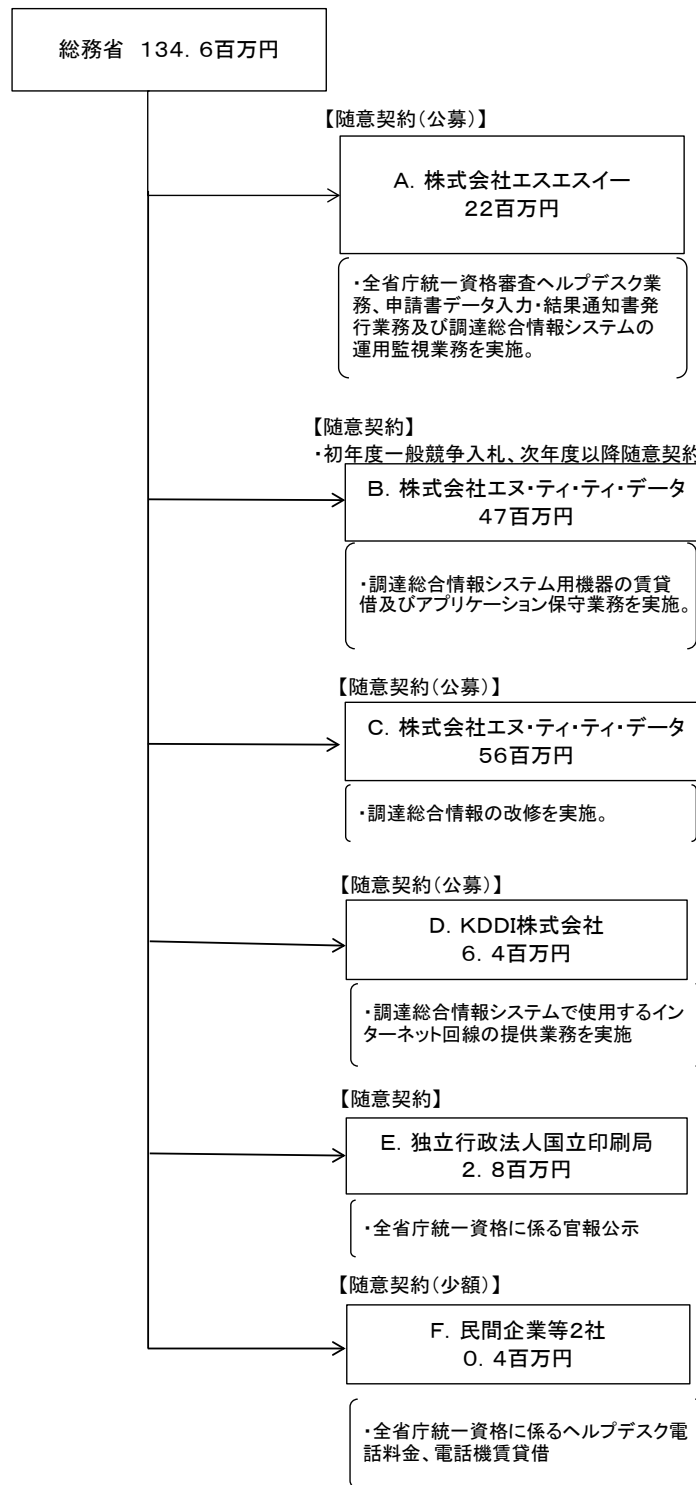 総務省　134．6百万円
【随意契約（公募）】
A．株式会社エスエスイー
22百万円
・全省庁統一資格審査ヘルプデスク業
務、申請書データ入力・結果通知書発
行業務及び調達総合情報システムの
運用監視業務を実施。
【随意契約】
・初年度一般競争入札、次年度以降随意契約
B．株式会社エヌ・ティ・ティ・データ
47百万円
・調達総合情報システム用機器の賃貸
借及びアプリケーション保守業務を実施。
【随意契約（公募）】
C．株式会社エヌ・ティ・ティ・データ
56百万円
・調達総合情報の改修を実施。
【随意契約（公募）】
D．KDDI株式会社
6．4百万円
・調達総合情報システムで使用するイン
ターネット回線の提供業務を実施
【随意契約】
E．独立行政法人国立印刷局
2．8百万円
・全省庁統一資格に係る官報公示
【随意契約（少額）】
F．民間企業等2社
0．4百万円
・全省庁統一資格に係るヘルプデスク電
話料金、電話機賃貸借